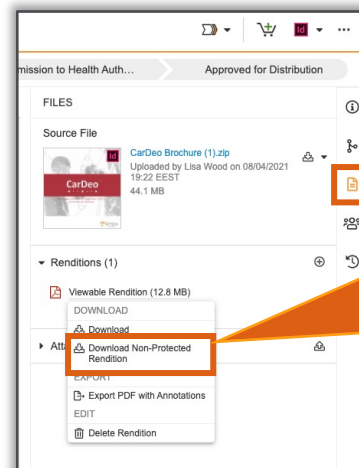 Id
mission to Health Auth...
Approved for Distribution
FILES
Source File
Id
CarDeo
CarDeo Brochure (1).zip
Uploaded by Lisa Wood on 08/04/2021
19:22 EEST
44.1 MB
Renditions (1)
Viewable Rendition (12.8 MB)
DOWNLOAD
Download
Att
Download Non-Protected
Rendition
EXPORT
Export PDF with Annotations
EDIT
Delete Rendition